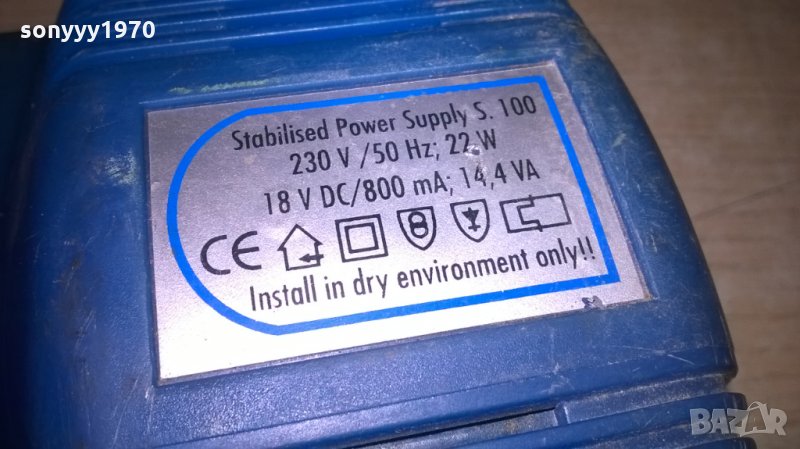 sonyyy1970
Stabilised Power Supply S. 100
230 V /50 Hz; 22 W
18 V DC/800 mA; 14,4 VA
CE
Install in dry environment only!!
BAZAR